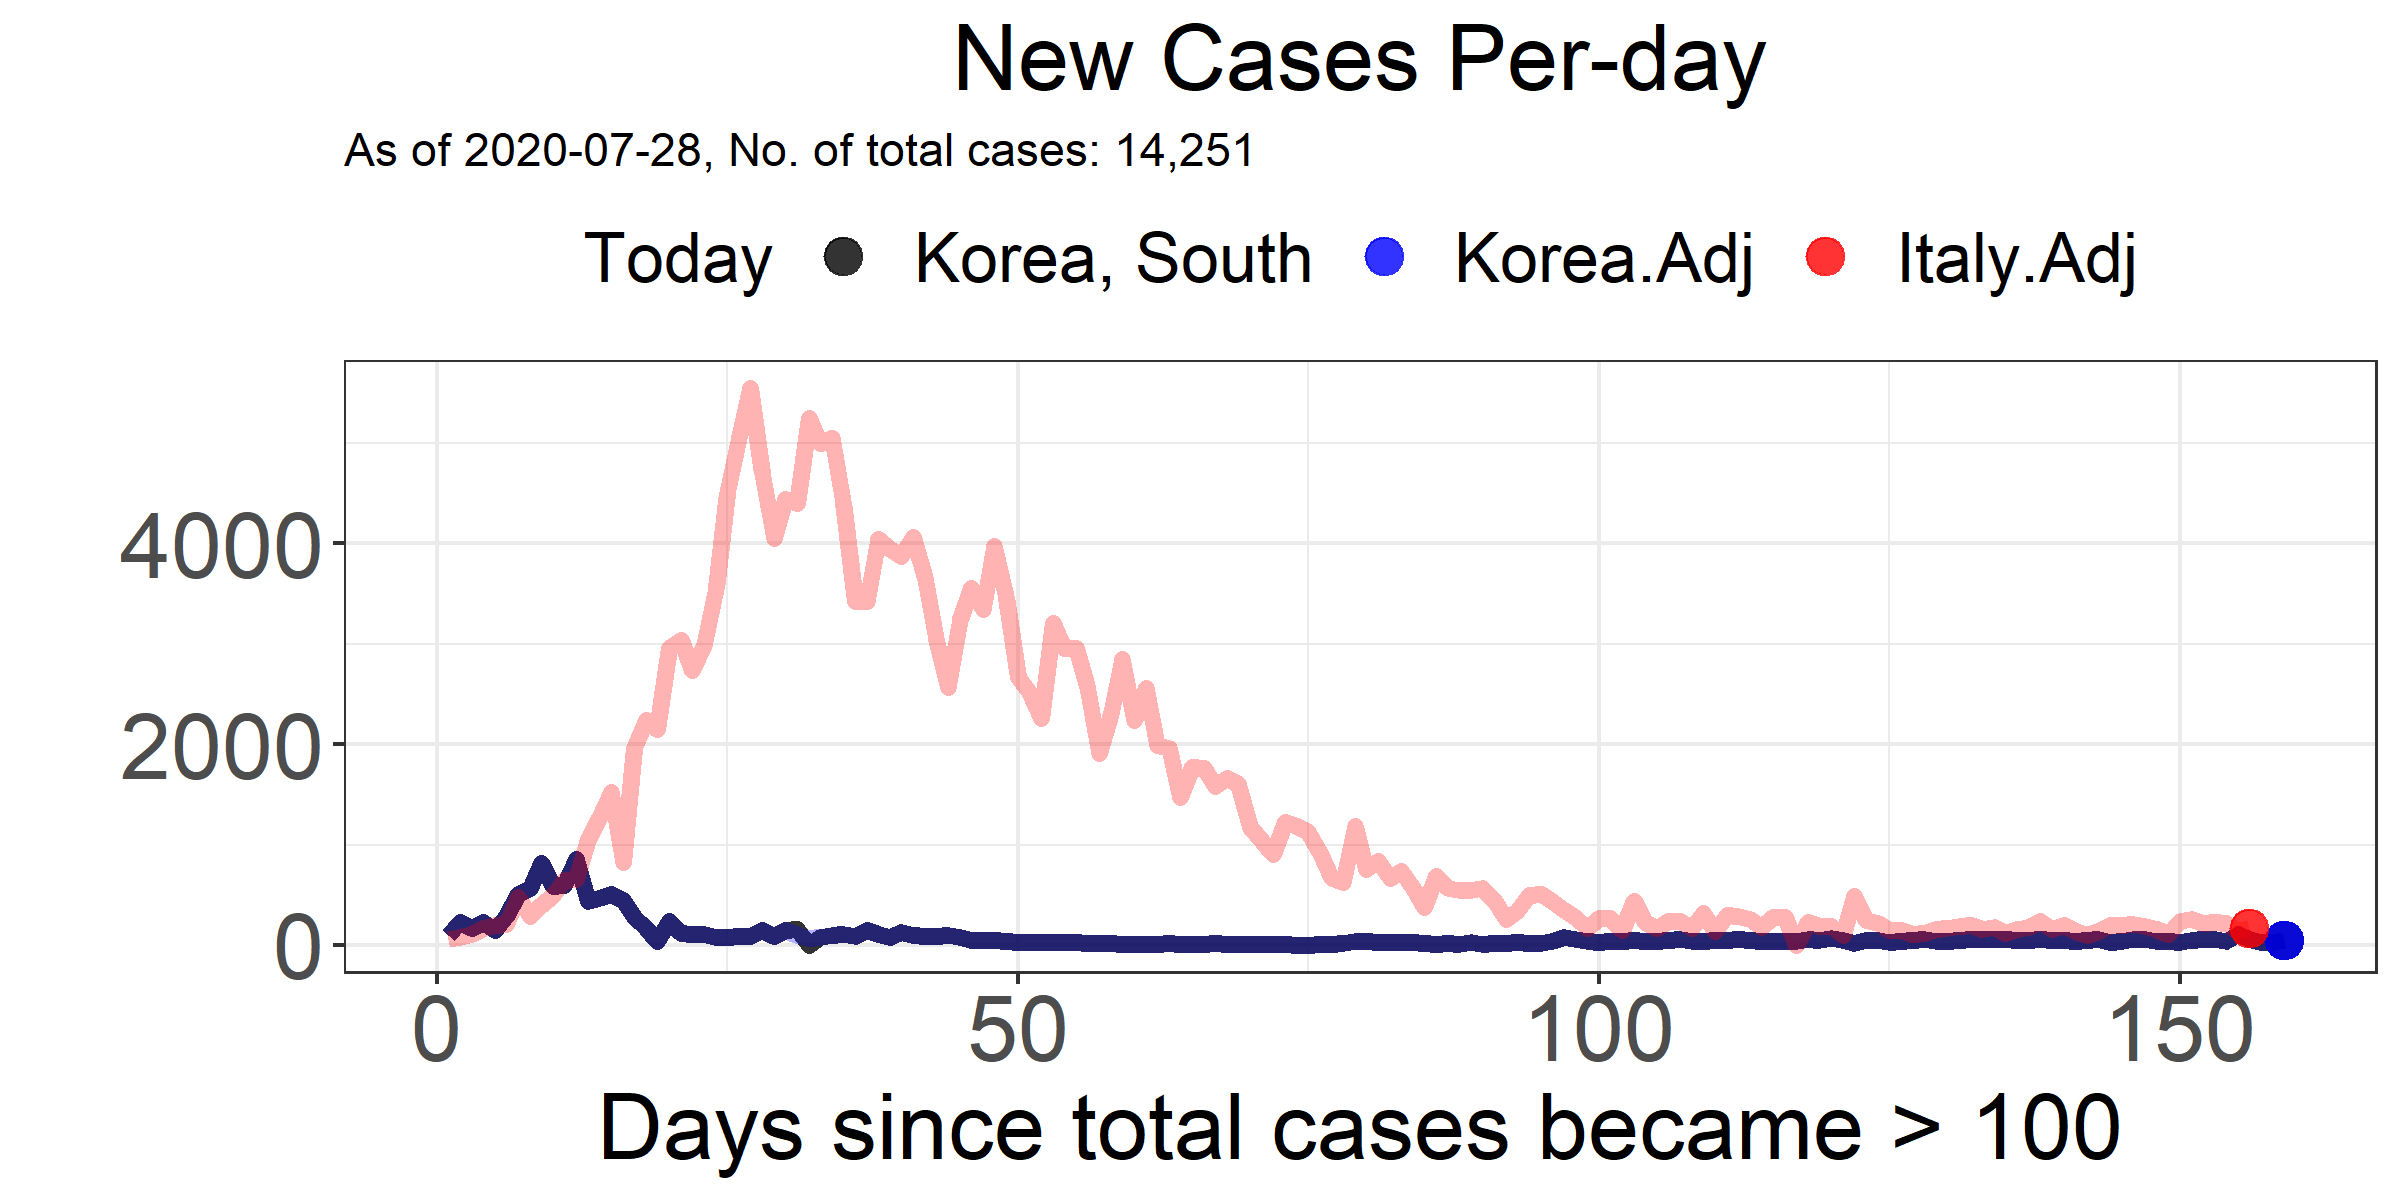 New Cases Per-day
As of 2020-07-28, No. of total cases: 14,251
Today Korea, South Korea.Adj Italy.Adj
4000
2000
0
0 50 100 150
Days since total cases became > 100